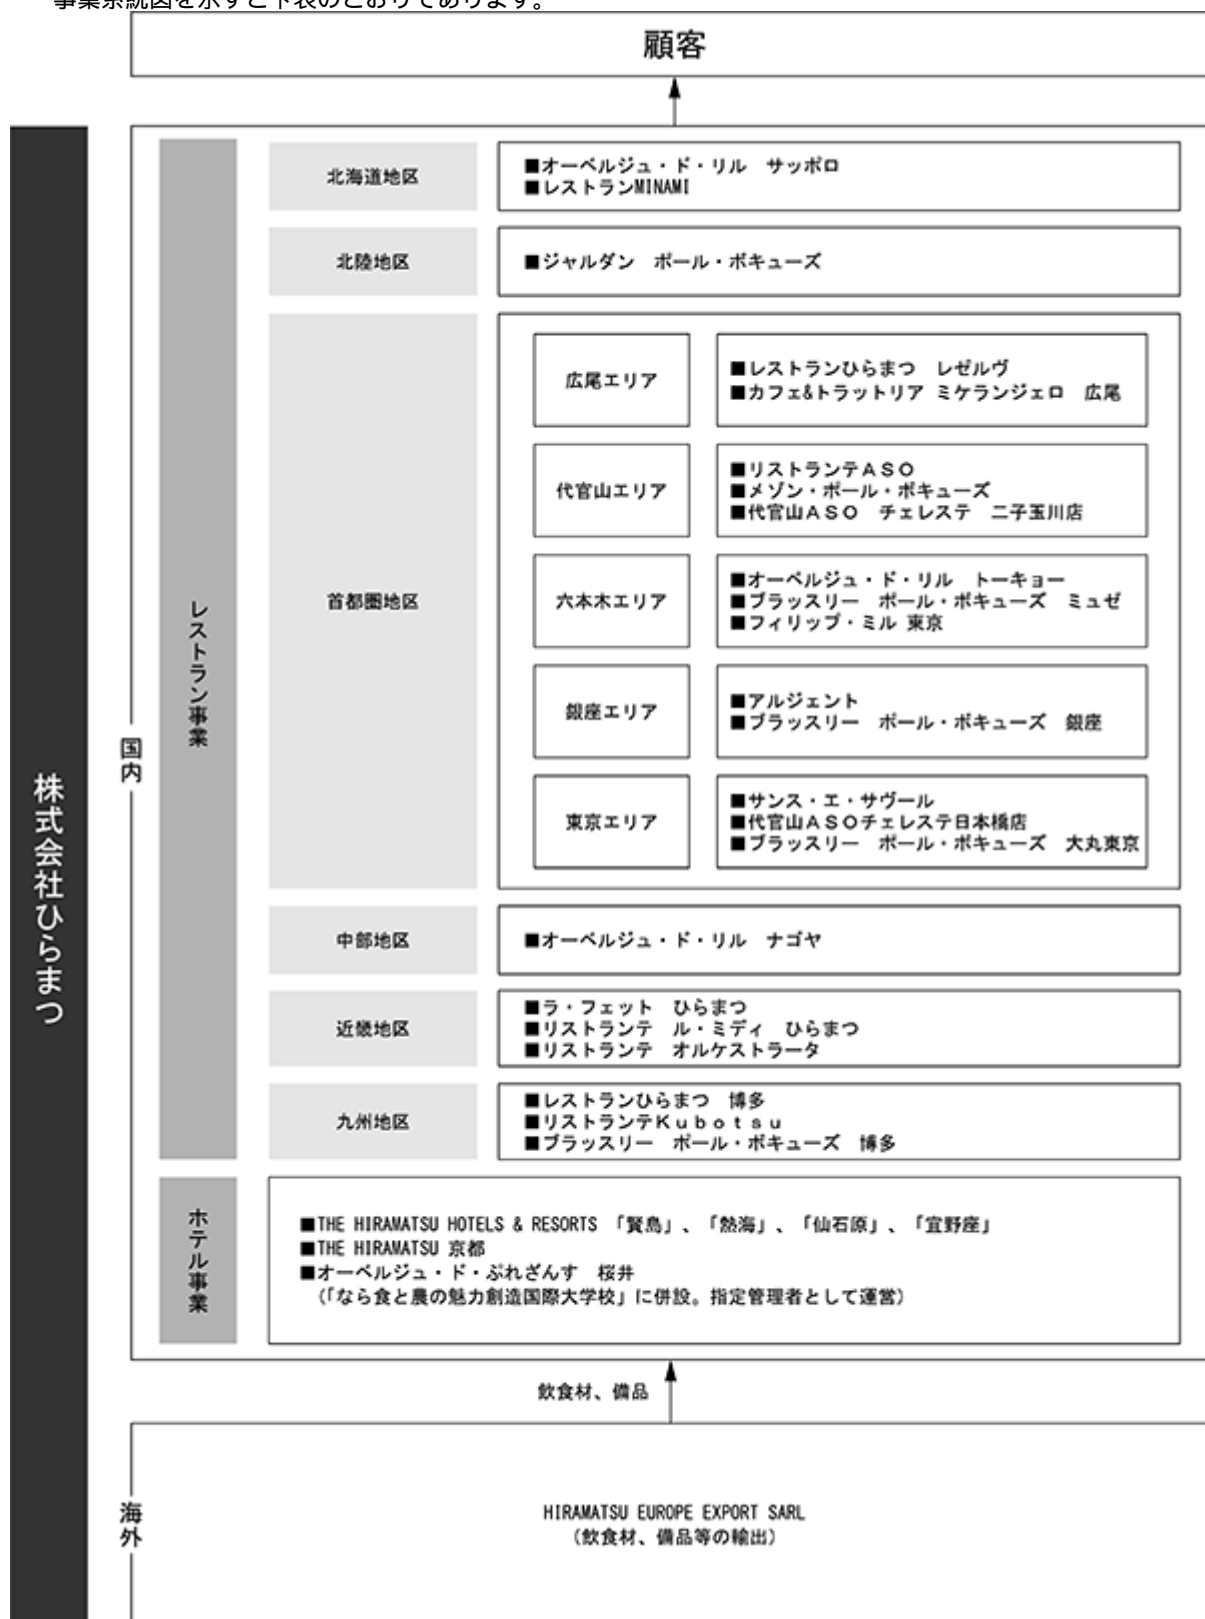 事業系統図を示すと下表のとおりであります。
顧客
株式会社ひらまつ
国内
レストラン事業
北海道地区
■オーベルジュ・ド・リル　サッポロ
■レストランMINAMI
北陸地区
■ジャルダン　ポール・ボキューズ
首都圏地区
広尾エリア
■レストランひらまつ　レゼルヴ
■カフェ&トラットリア ミケランジェロ　広尾
代官山エリア
■リストランテＡＳＯ
■メゾン・ポール・ボキューズ
■代官山ＡＳＯ　チェレステ　二子玉川店
六本木エリア
■オーベルジュ・ド・リル　トーキョー
■ブラッスリー　ポール・ボキューズ　ミュゼ
■フィリップ・ミル 東京
銀座エリア
■アルジェント
■ブラッスリー　ポール・ボキューズ　銀座
東京エリア
■サンス・エ・サヴール
■代官山ＡＳＯチェレステ日本橋店
■ブラッスリー　ポール・ボキューズ　大丸東京
中部地区
■オーベルジュ・ド・リル　ナゴヤ
近畿地区
■ラ・フェット　ひらまつ
■リストランテ　ル・ミディ　ひらまつ
■リストランテ　オルケストラータ
九州地区
■レストランひらまつ　博多
■リストランテＫｕｂｏｔｓｕ
■ブラッスリー　ポール・ボキューズ　博多
ホテル事業
■THE HIRAMATSU HOTELS & RESORTS 「賢島」、「熱海」、「仙石原」、「宜野座」
■THE HIRAMATSU 京都
■オーベルジュ・ド・ぷれざんす　桜井
（「なら食と農の魅力創造国際大学校」に併設。指定管理者として運営）
飲食材、備品
海外
HIRAMATSU EUROPE EXPORT SARL
（飲食材、備品等の輸出）